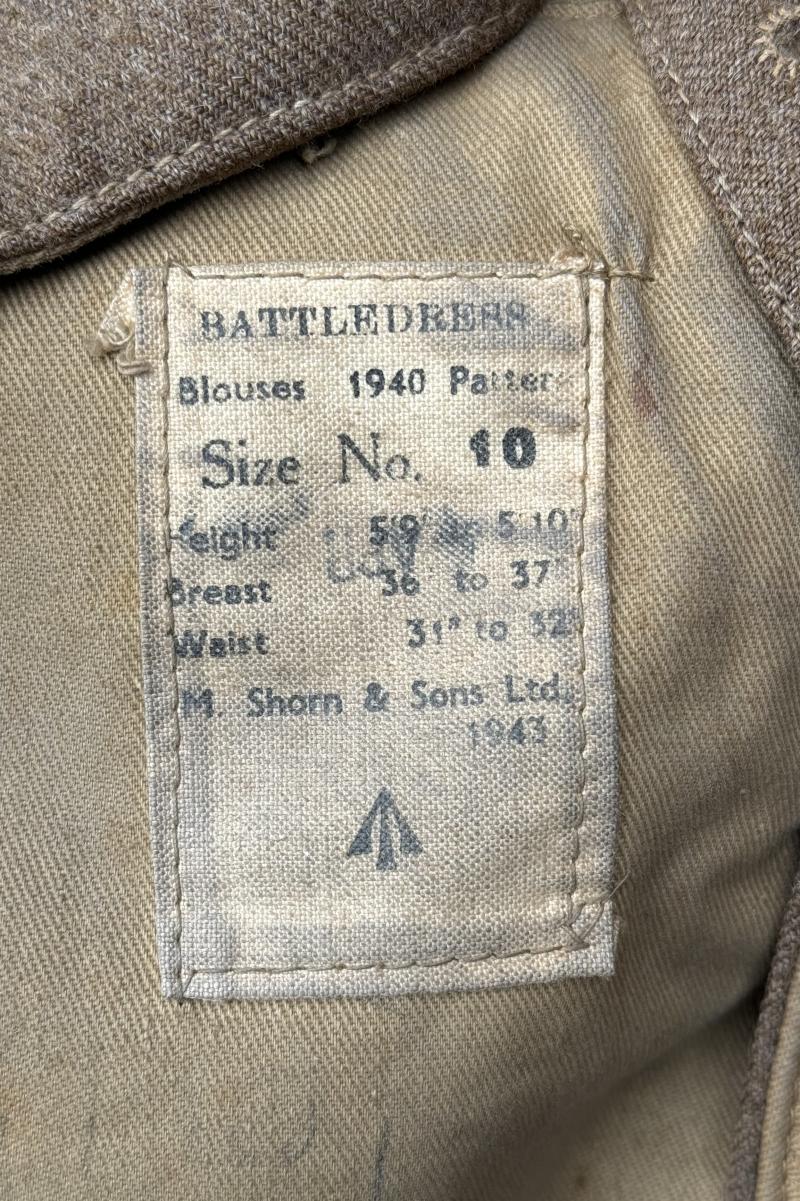 BATTLEDRESS
Blouses 1940 Patter
Size No. 10
Height 5'9" to 5'10"
Breast 36" to 37"
Waist 31" to 32"
M. Shorn & Sons Ltd.
1943